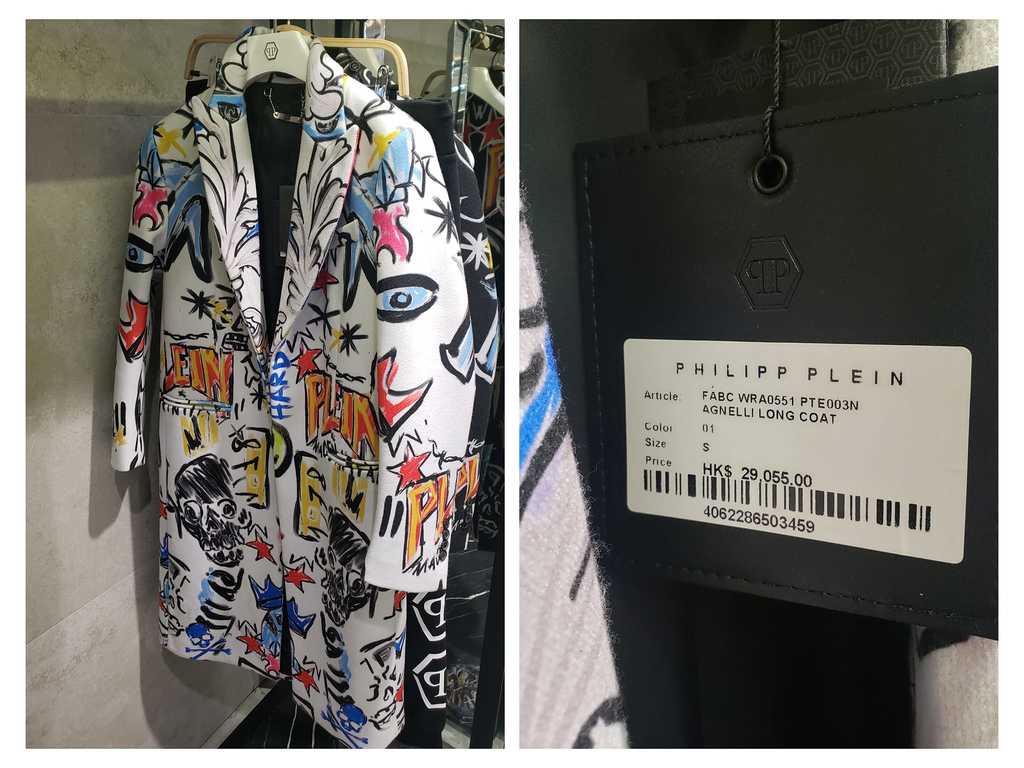 PLEIN
HARD
PLEIN
PHILIPP PLEIN
Article: FABC WRA0551 PTE003N
AGNELLI LONG COAT
Color 01
Size S
Price HK$ 29,055.00
4062286503459